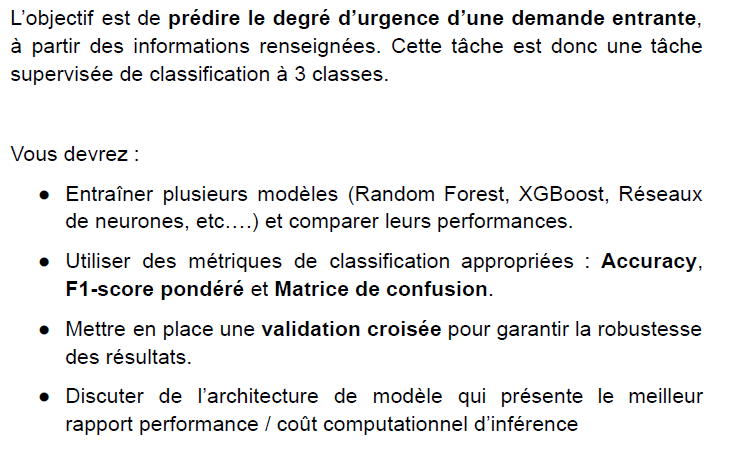 L’objectif est de prédire le degré d’urgence d’une demande entrante,
à partir des informations renseignées. Cette tâche est donc une tâche
supervisée de classification à 3 classes.
Vous devrez :
● Entraîner plusieurs modèles (Random Forest, XGBoost, Réseaux
de neurones, etc.…) et comparer leurs performances.
● Utiliser des métriques de classification appropriées : Accuracy,
F1-score pondéré et Matrice de confusion.
● Mettre en place une validation croisée pour garantir la robustesse
des résultats.
● Discuter de l’architecture de modèle qui présente le meilleur
rapport performance / coût computationnel d’inférence